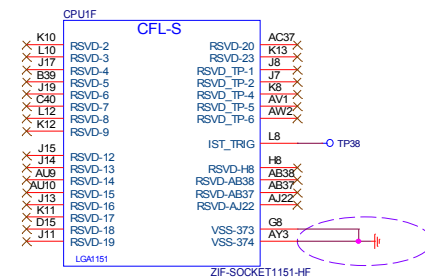 CPU1F
CFL-S
K10 RSVD-2 RSVD-20 AC37
L10 RSVD-3 RSVD-23 K13
J17 RSVD-4 RSVD_TP-1 J8
B39 RSVD-5 RSVD_TP-2 J7
J19 RSVD-6 RSVD_TP-4 K8
C40 RSVD-7 RSVD_TP-5 AV1
L12 RSVD-8 RSVD_TP-6 AW2
K12 RSVD-9
IST_TRIG L8 TP38
J15 RSVD-12
J14 RSVD-13 RSVD-H8 H8
AU9 RSVD-14 RSVD-AB38 AB38
AU10 RSVD-15 RSVD-AB37 AB37
J13 RSVD-16 RSVD-AJ22 AJ22
K11 RSVD-17
D15 RSVD-18 VSS-373 G8
J11 RSVD-19 VSS-374 AY3
LGA1151
ZIF-SOCKET1151-HF